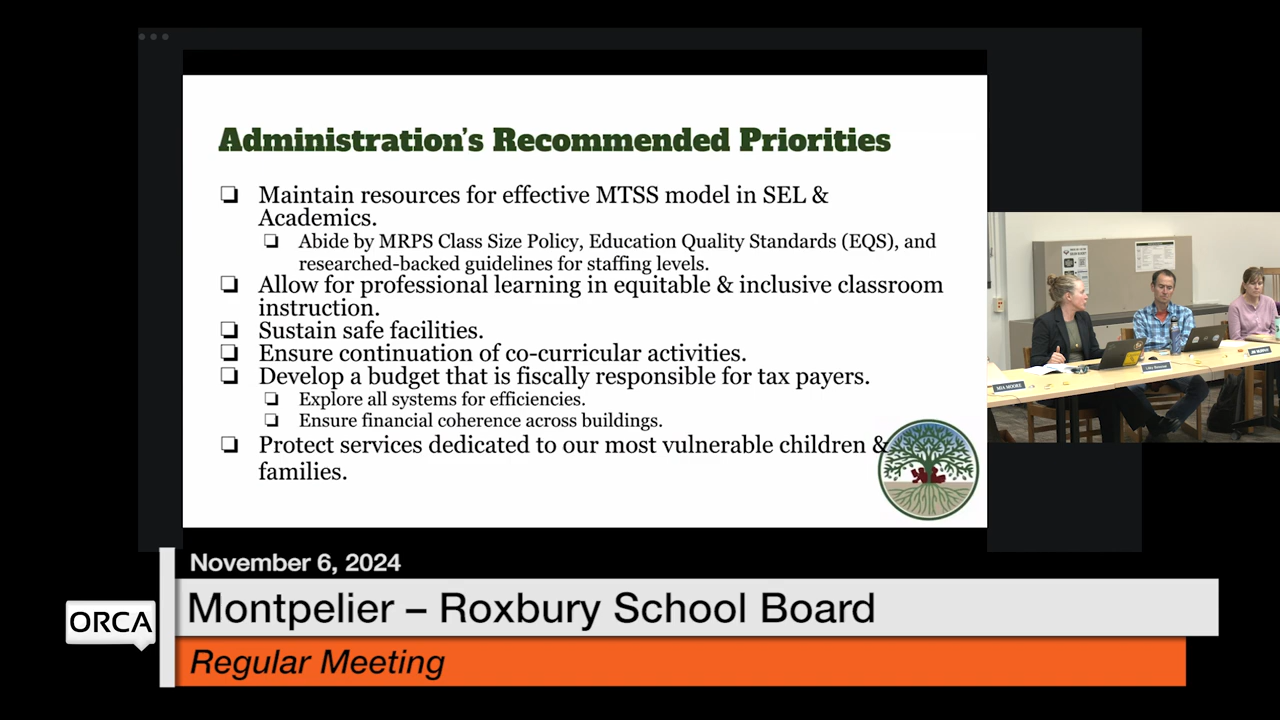 Administration's Recommended Priorities
❏ Maintain resources for effective MTSS model in SEL &
Academics.
❏ Abide by MRPS Class Size Policy, Education Quality Standards (EQS), and
researched-backed guidelines for staffing levels.
❏ Allow for professional learning in equitable & inclusive classroom
instruction.
❏ Sustain safe facilities.
❏ Ensure continuation of co-curricular activities.
❏ Develop a budget that is fiscally responsible for tax payers.
❏ Explore all systems for efficiencies.
❏ Ensure financial coherence across buildings.
❏ Protect services dedicated to our most vulnerable children &
families.
MIA MOORE
November 6, 2024
Montpelier – Roxbury School Board
ORCA
Regular Meeting